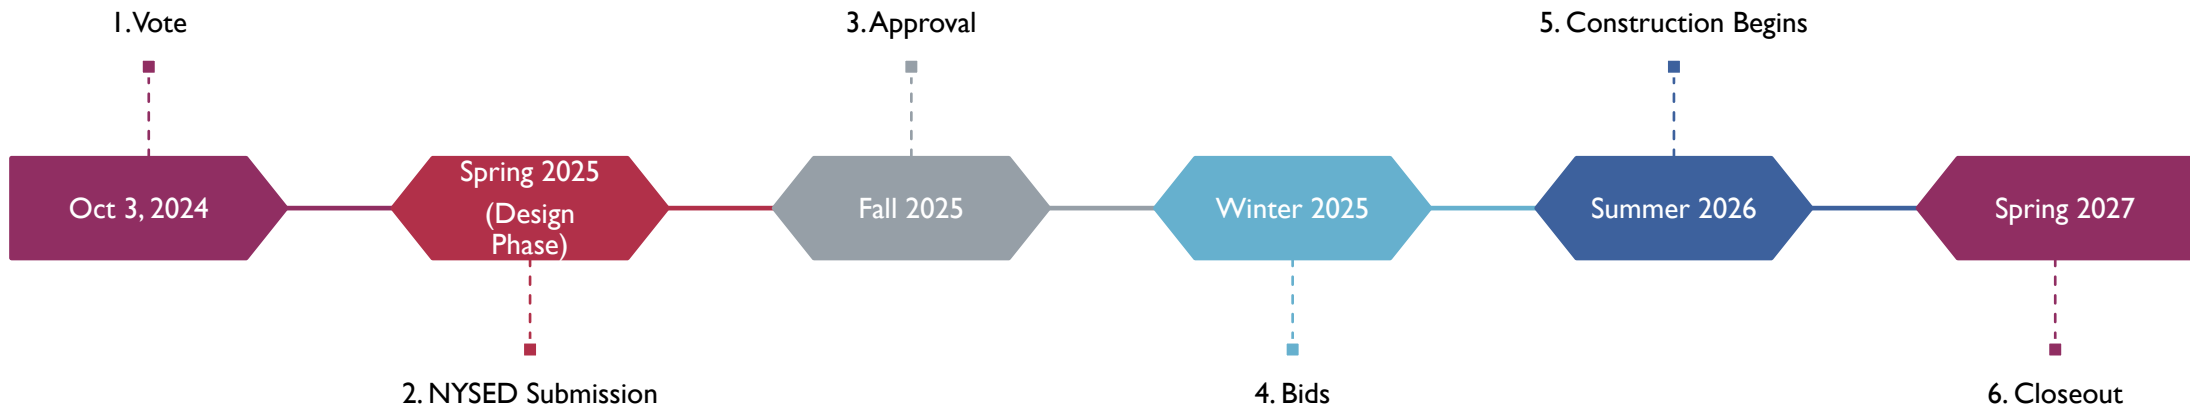 1. Vote
3. Approval
5. Construction Begins
Oct 3, 2024
Spring 2025
(Design
Phase)
Fall 2025
Winter 2025
Summer 2026
Spring 2027
2. NYSED Submission
4. Bids
6. Closeout